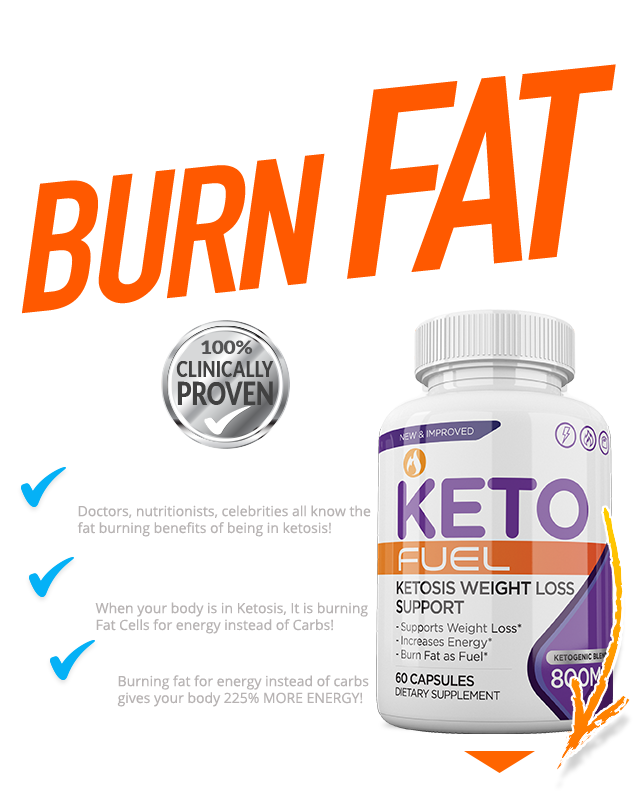 BURN FAT
100%
CLINICALLY
PROVEN
Doctors, nutritionists, celebrities all know the
fat burning benefits of being in ketosis!
When your body is in Ketosis, It is burning
Fat Cells for energy instead of Carbs!
Burning fat for energy instead of carbs
gives your body 225% MORE ENERGY!
NEW & IMPROVED
KETO
FUEL
KETOSIS WEIGHT LOSS
SUPPORT
- Supports Weight Loss*
- Increases Energy*
- Burn Fat as Fuel*
60 CAPSULES
DIETARY SUPPLEMENT
KETOGENIC